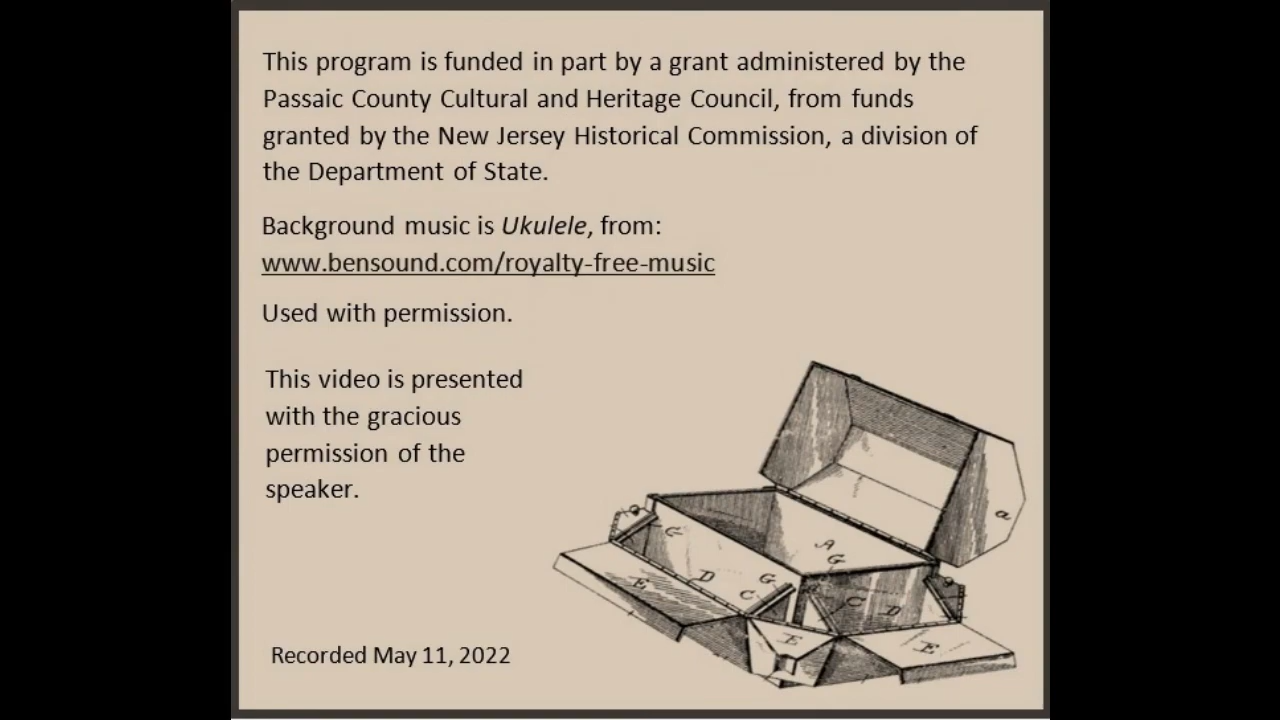 This program is funded in part by a grant administered by the
Passaic County Cultural and Heritage Council, from funds
granted by the New Jersey Historical Commission, a division of
the Department of State.
Background music is Ukulele, from:
www.bensound.com/royalty-free-music
Used with permission.
This video is presented
with the gracious
permission of the
speaker.
a
G
A
G
D
G
E
C
C
D
E
E
Recorded May 11, 2022